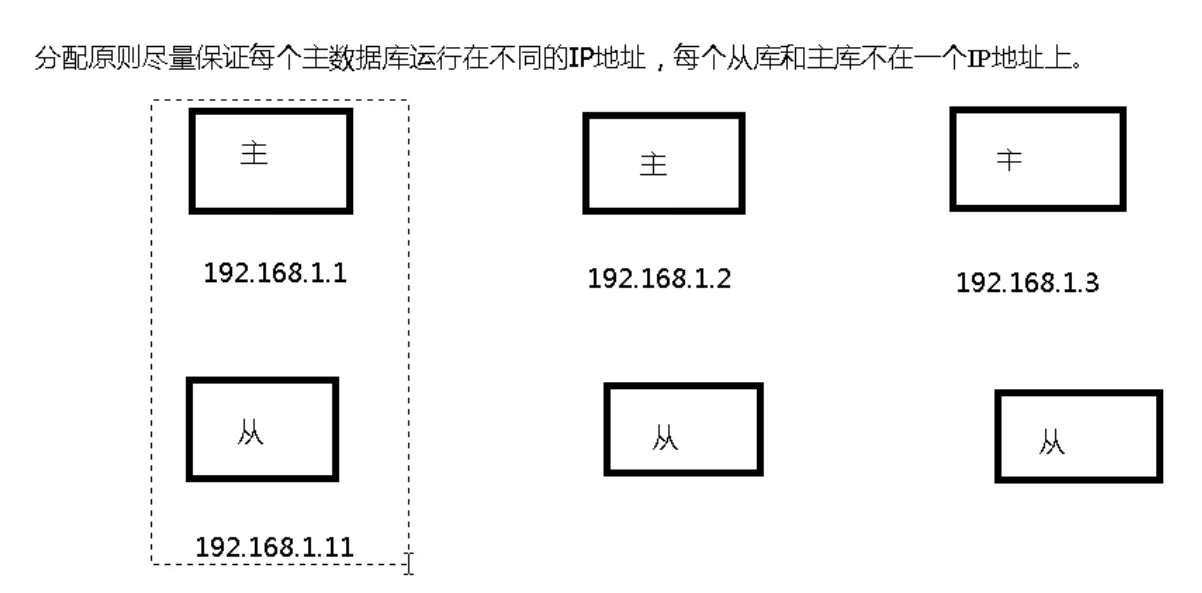 分配原则尽量保证每个主数据库运行在不同的IP地址，每个从库和主库不在一个IP地址上。
主 主 主
192.168.1.1 192.168.1.2 192.168.1.3
从 从 从
192.168.1.11